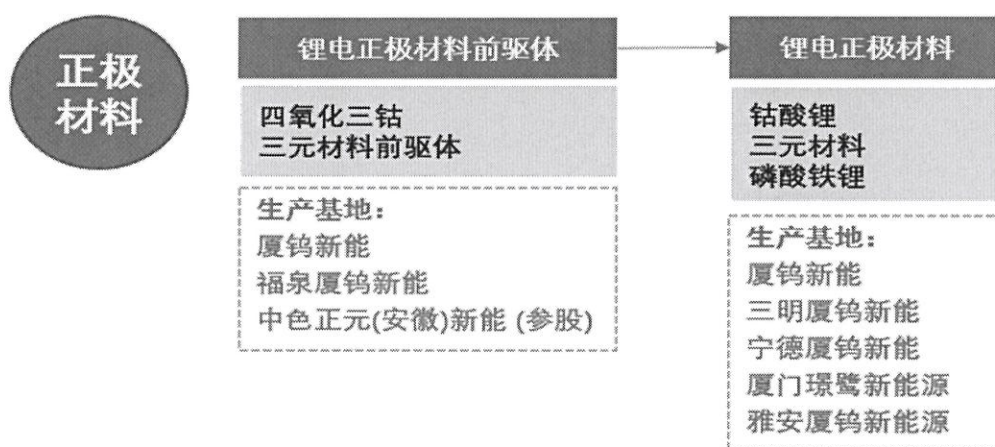 正极
材料
锂电正极材料前驱体
四氧化三钴
三元材料前驱体
生产基地：
厦钨新能
福泉厦钨新能
中色正元(安徽)新能 (参股)
锂电正极材料
钴酸锂
三元材料
磷酸铁锂
生产基地：
厦钨新能
三明厦钨新能
宁德厦钨新能
厦门璟鹭新能源
雅安厦钨新能源